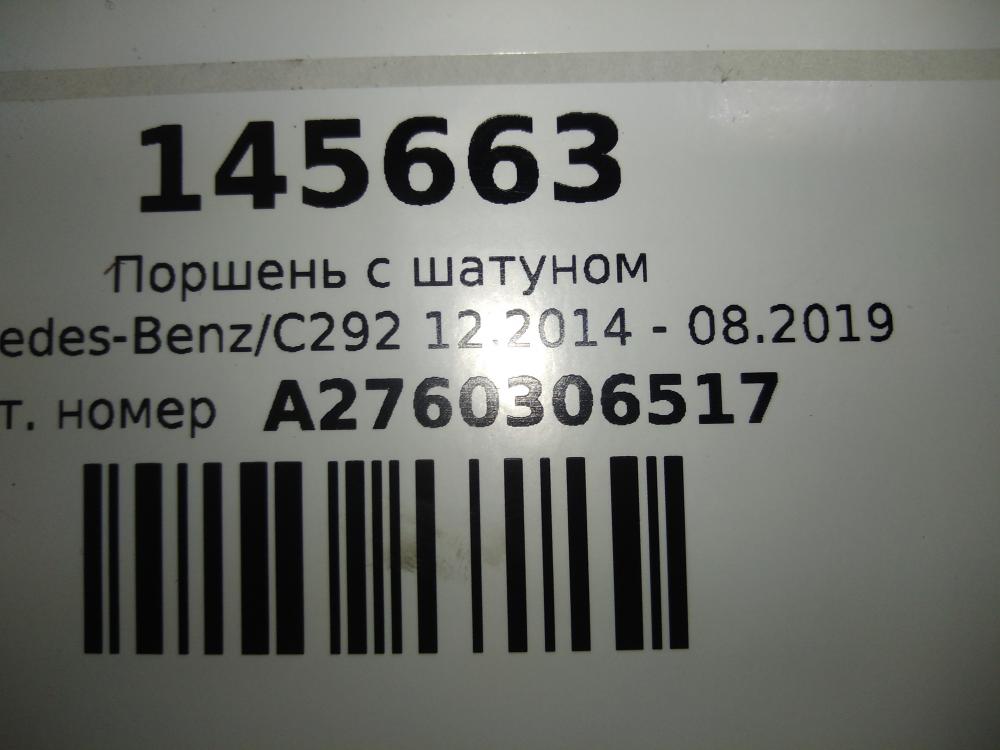 145663
Поршень с шатуном
edes-Benz/C292 12.2014 - 08.2019
т. номер A2760306517